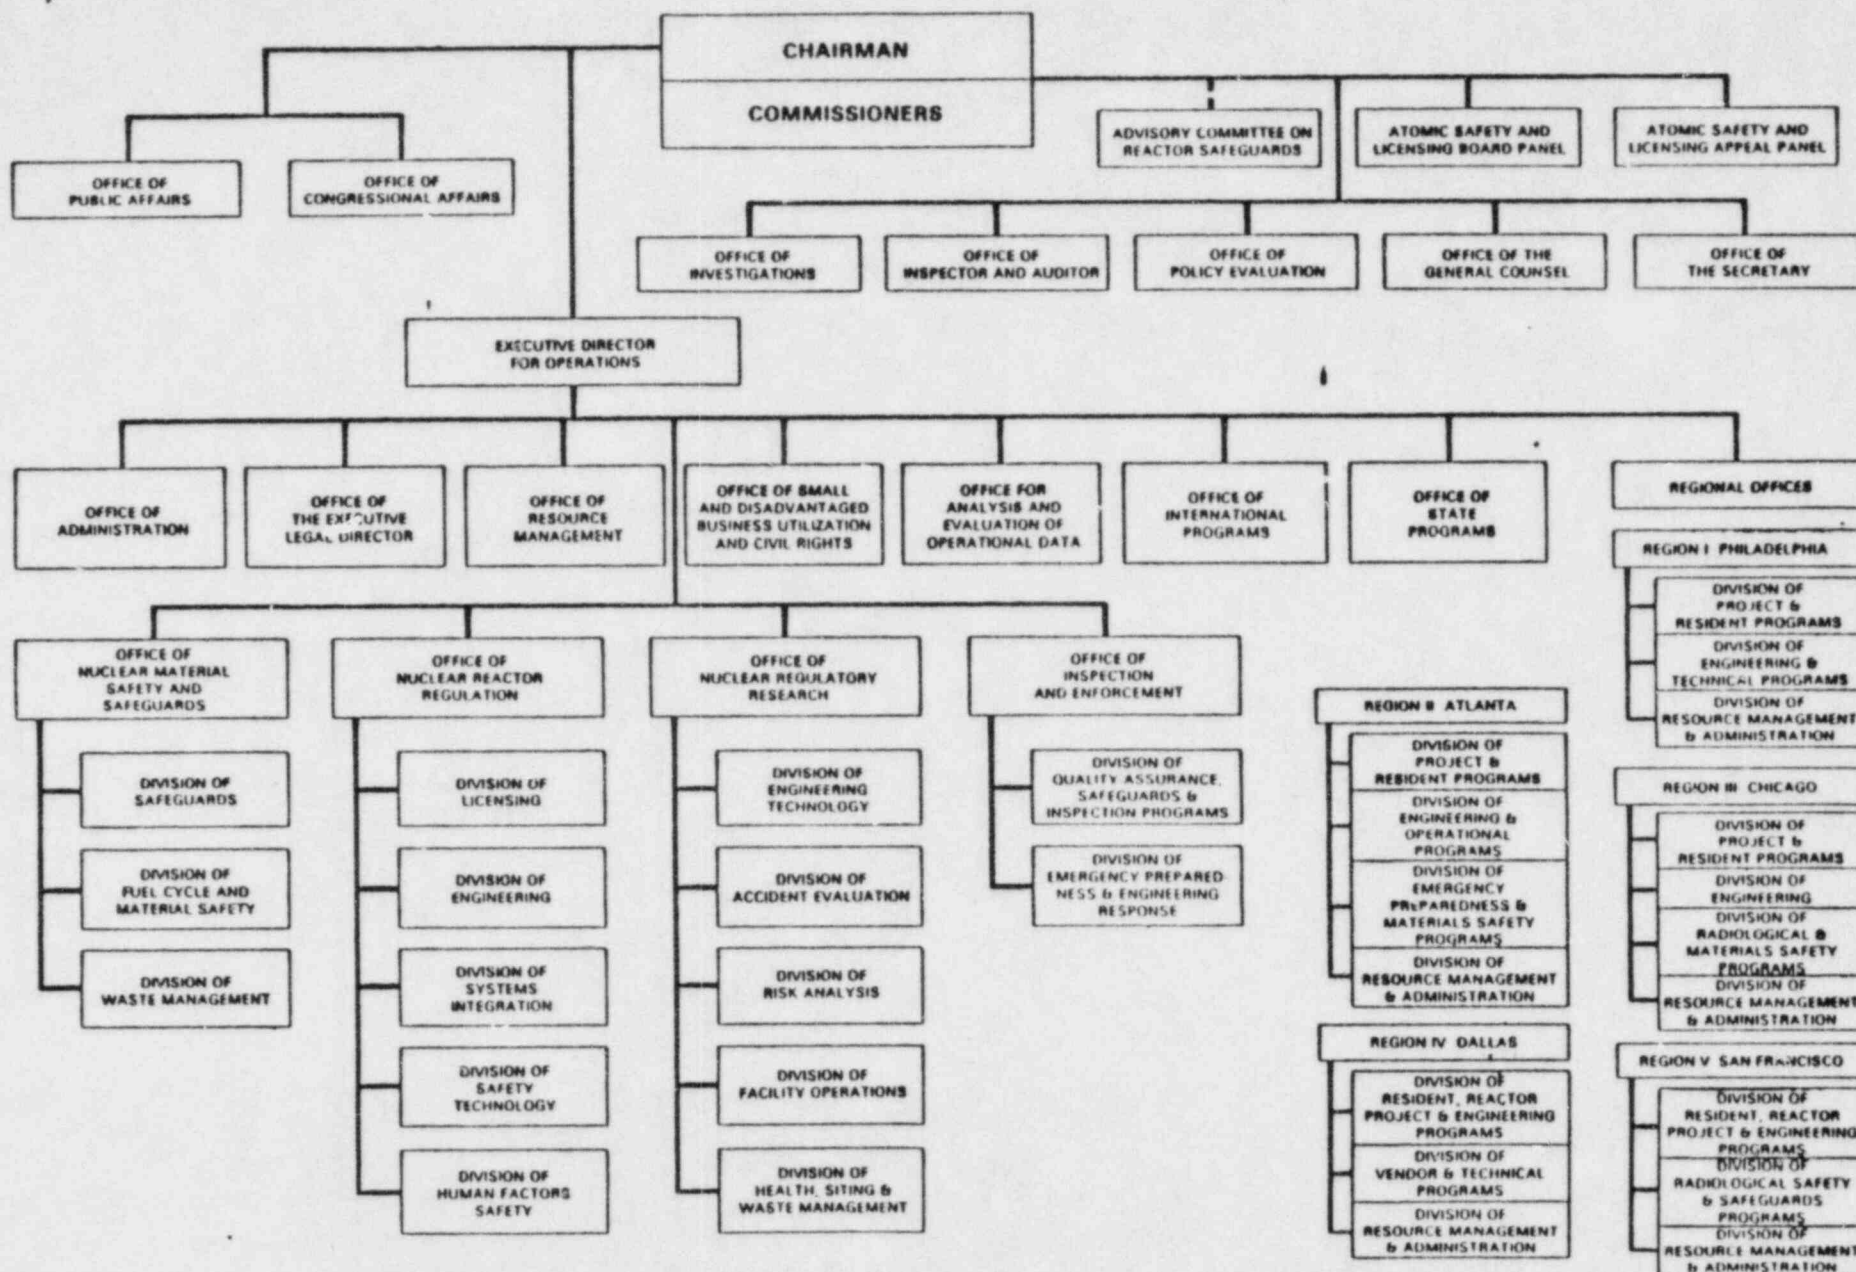 CHAIRMAN
COMMISSIONERS
OFFICE OF
PUBLIC AFFAIRS
OFFICE OF
CONGRESSIONAL AFFAIRS
ADVISORY COMMITTEE ON
REACTOR SAFEGUARDS
ATOMIC SAFETY AND
LICENSING BOARD PANEL
ATOMIC SAFETY AND
LICENSING APPEAL PANEL
OFFICE OF
INVESTIGATIONS
OFFICE OF
INSPECTOR AND AUDITOR
OFFICE OF
POLICY EVALUATION
OFFICE OF THE
GENERAL COUNSEL
OFFICE OF
THE SECRETARY
EXECUTIVE DIRECTOR
FOR OPERATIONS
OFFICE OF
ADMINISTRATION
OFFICE OF
THE EXECUTIVE
LEGAL DIRECTOR
OFFICE OF
RESOURCE
MANAGEMENT
OFFICE OF SMALL
AND DISADVANTAGED
BUSINESS UTILIZATION
AND CIVIL RIGHTS
OFFICE FOR
ANALYSIS AND
EVALUATION OF
OPERATIONAL DATA
OFFICE OF
INTERNATIONAL
PROGRAMS
OFFICE OF
STATE
PROGRAMS
REGIONAL OFFICES
REGION I PHILADELPHIA
DIVISION OF
PROJECT &
RESIDENT PROGRAMS
DIVISION OF
ENGINEERING &
TECHNICAL PROGRAMS
DIVISION OF
RESOURCE MANAGEMENT
& ADMINISTRATION
OFFICE OF
NUCLEAR MATERIAL
SAFETY AND
SAFEGUARDS
DIVISION OF
SAFEGUARDS
DIVISION OF
FUEL CYCLE AND
MATERIAL SAFETY
DIVISION OF
WASTE MANAGEMENT
OFFICE OF
NUCLEAR REACTOR
REGULATION
DIVISION OF
LICENSING
DIVISION OF
ENGINEERING
DIVISION OF
SYSTEMS
INTEGRATION
DIVISION OF
SAFETY
TECHNOLOGY
DIVISION OF
HUMAN FACTORS
SAFETY
OFFICE OF
NUCLEAR REGULATORY
RESEARCH
DIVISION OF
ENGINEERING
TECHNOLOGY
DIVISION OF
ACCIDENT EVALUATION
DIVISION OF
RISK ANALYSIS
DIVISION OF
FACILITY OPERATIONS
DIVISION OF
HEALTH, SITING &
WASTE MANAGEMENT
OFFICE OF
INSPECTION
AND ENFORCEMENT
DIVISION OF
QUALITY ASSURANCE,
SAFEGUARDS &
INSPECTION PROGRAMS
DIVISION OF
EMERGENCY PREPARED
NESS & ENGINEERING
RESPONSE
REGION II ATLANTA
DIVISION OF
PROJECT &
RESIDENT PROGRAMS
DIVISION OF
ENGINEERING &
OPERATIONAL
PROGRAMS
DIVISION OF
EMERGENCY
PREPAREDNESS &
MATERIALS SAFETY
PROGRAMS
DIVISION OF
RESOURCE MANAGEMENT
& ADMINISTRATION
REGION III CHICAGO
DIVISION OF
PROJECT &
RESIDENT PROGRAMS
DIVISION OF
ENGINEERING
DIVISION OF
RADIOLOGICAL &
MATERIALS SAFETY
PROGRAMS
DIVISION OF
RESOURCE MANAGEMENT
& ADMINISTRATION
REGION IV DALLAS
DIVISION OF
RESIDENT, REACTOR
PROJECT & ENGINEERING
PROGRAMS
DIVISION OF
VENDOR & TECHNICAL
PROGRAMS
DIVISION OF
RESOURCE MANAGEMENT
& ADMINISTRATION
REGION V SAN FRANCISCO
DIVISION OF
RESIDENT, REACTOR
PROJECT & ENGINEERING
PROGRAMS
DIVISION OF
RADIOLOGICAL SAFETY
& SAFEGUARDS
PROGRAMS
DIVISION OF
RESOURCE MANAGEMENT
& ADMINISTRATION